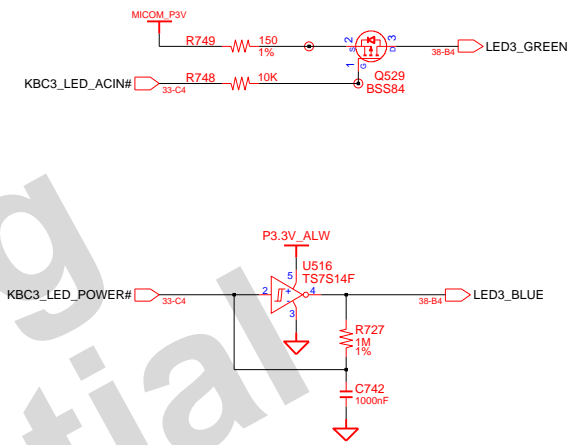 MICOM_P3V
R749 150 1%
2 S 3 D
38-B4 LED3_GREEN
KBC3_LED_ACIN# 33-C4
R748 10K
1 G
Q529
BSS84
P3.3V_ALW
5 U516
TS7S14F
KBC3_LED_POWER# 33-C4
2 + - 4
38-B4 LED3_BLUE
3
R727
1M
1%
C742
1000nF
g
tial